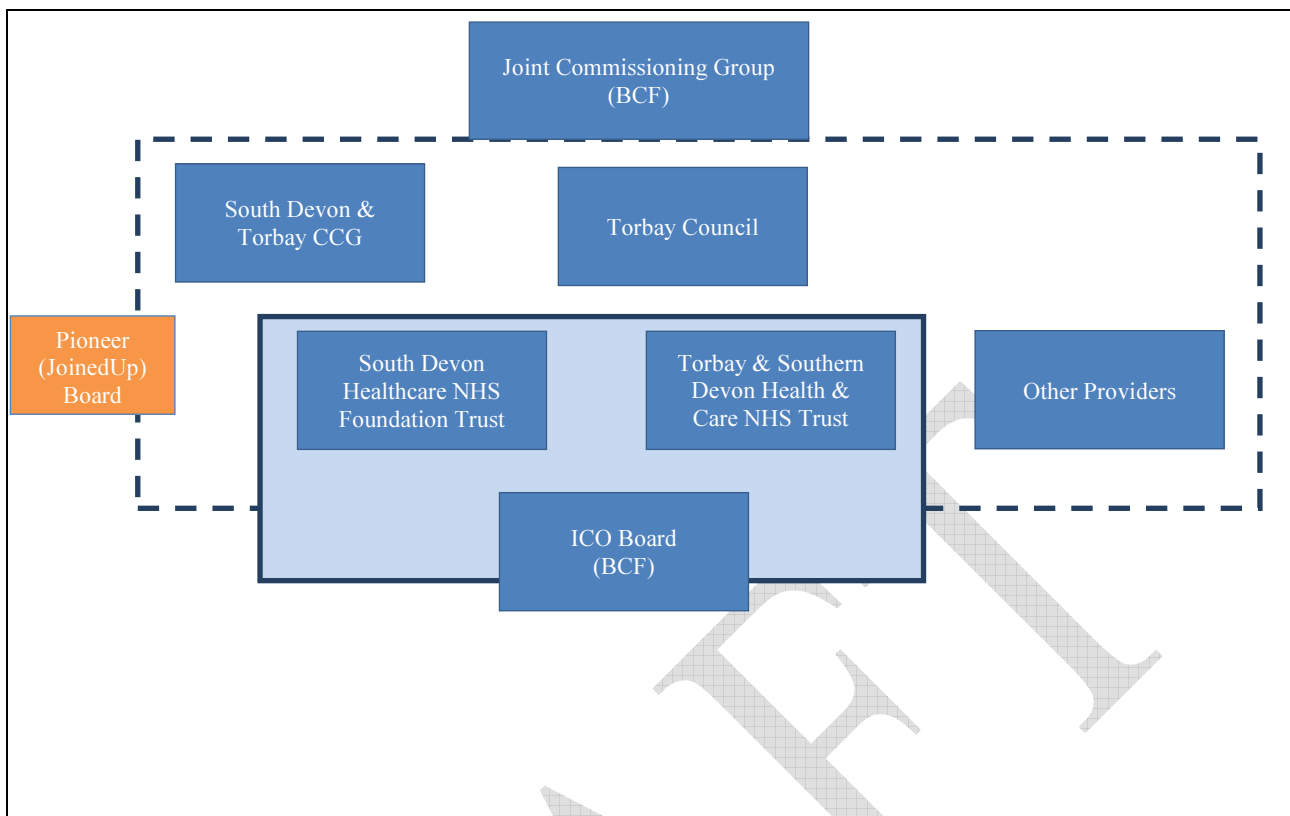 Joint Commissioning Group
(BCF)
South Devon &
Torbay CCG
Torbay Council
Pioneer
(JoinedUp)
Board
South Devon
Healthcare NHS
Foundation Trust
Torbay & Southern
Devon Health &
Care NHS Trust
Other Providers
ICO Board
(BCF)